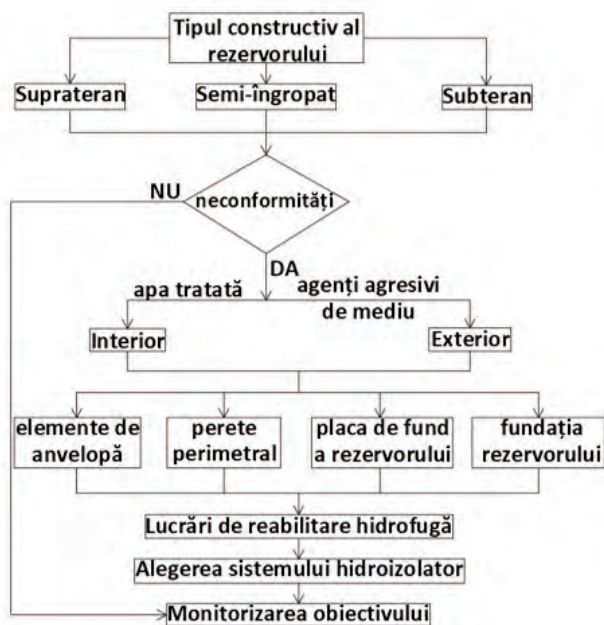 Tipul constructiv al
rezervorului
Suprateran
Semi-îngropat
Subteran
NU
neconformități
DA
apa tratată
agenți agresivi
de mediu
Interior
Exterior
elemente de
anvelopă
perete
perimetral
placa de fund
a rezervorului
fundația
rezervorului
Lucrări de reabilitare hidrofugă
Alegerea sistemului hidroizolator
Monitorizarea obiectivului